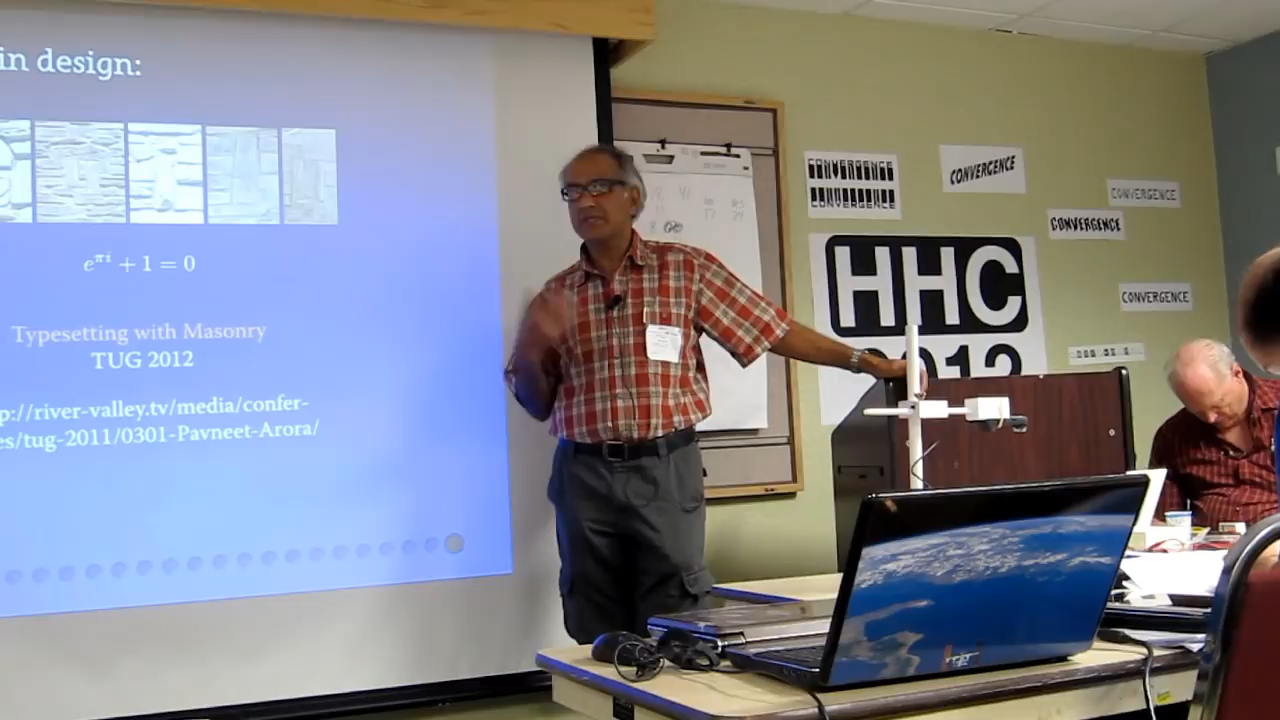 in design:
e^{πi} + 1 = 0
Typesetting with Masonry
TUG 2012
p://river-valley.tv/media/confer-
es/tug-2011/0301-Pavneet-Arora/
CONVERGENCE
CONVERGENCE
CONVERGENCE
CONVERGENCE
CONVERGENCE
CONVERGENCE
HHC
2012